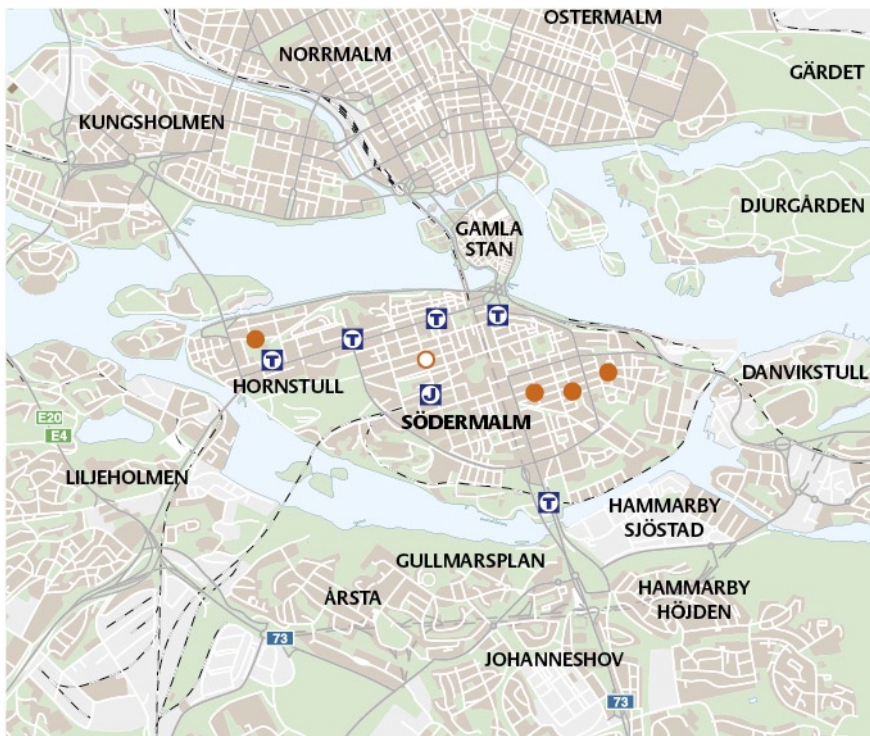 ÖSTERMALM
NORRMALM
GÄRDET
KUNGSHOLMEN
DJURGÅRDEN
GAMLA
STAN
T
T
T
T
HORNSTULL
DANVIKSTULL
J
SÖDERMALM
E20
E4
LILJEHOLMEN
T
HAMMARBY
SJÖSTAD
GULLMARSPLAN
HAMMARBY
HÖJDEN
ÅRSTA
73
JOHANNESHOV
73